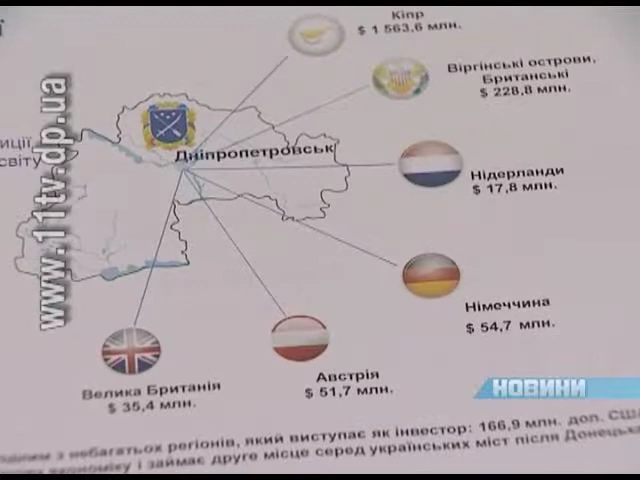 Кіпр
$ 1 563,6 млн.
Віргінські острови,
Британські
$ 228,8 млн.
світу
Дніпропетровськ
Нідерланди
$ 17,8 млн.
Німеччина
$ 54,7 млн.
Австрія
$ 51,7 млн.
Велика Британія
$ 35,4 млн.
www.11tv.dp.ua
НОВИНИ
з небагатьох регіонів, який виступає як інвестор: 166,9 млн. дол. США
економіку і займає друге місце серед українських міст після